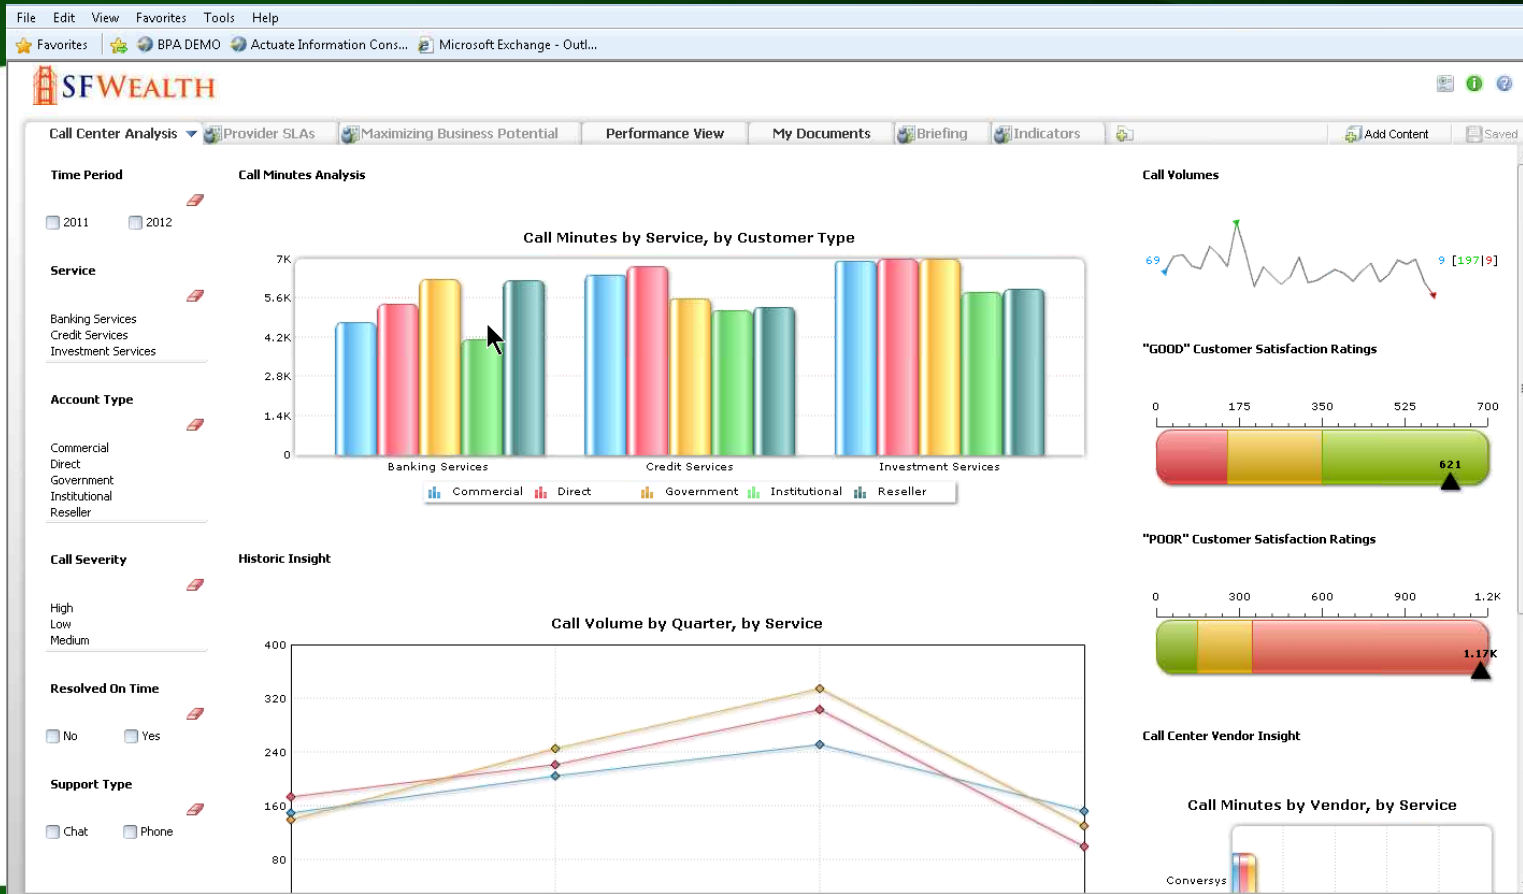 File Edit View Favorites Tools Help
Favorites BPA DEMO Actuate Information Cons... Microsoft Exchange - Outl...
SFWEALTH
Call Center Analysis Provider SLAs Maximizing Business Potential Performance View My Documents Briefing Indicators Add Content Saved
Time Period
2011 2012
Service
Banking Services
Credit Services
Investment Services
Account Type
Commercial
Direct
Government
Institutional
Reseller
Call Severity
High
Low
Medium
Resolved On Time
No Yes
Support Type
Chat Phone
Call Minutes Analysis
Call Minutes by Service, by Customer Type
7K
5.6K
4.2K
2.8K
1.4K
0
Banking Services Credit Services Investment Services
Commercial Direct Government Institutional Reseller
Historic Insight
Call Volume by Quarter, by Service
400
320
240
160
80
Call Volumes
69 9 [197|9]
"GOOD" Customer Satisfaction Ratings
0 175 350 525 700
621
"POOR" Customer Satisfaction Ratings
0 300 600 900 1.2K
1.17K
Call Center Vendor Insight
Call Minutes by Vendor, by Service
Conversys